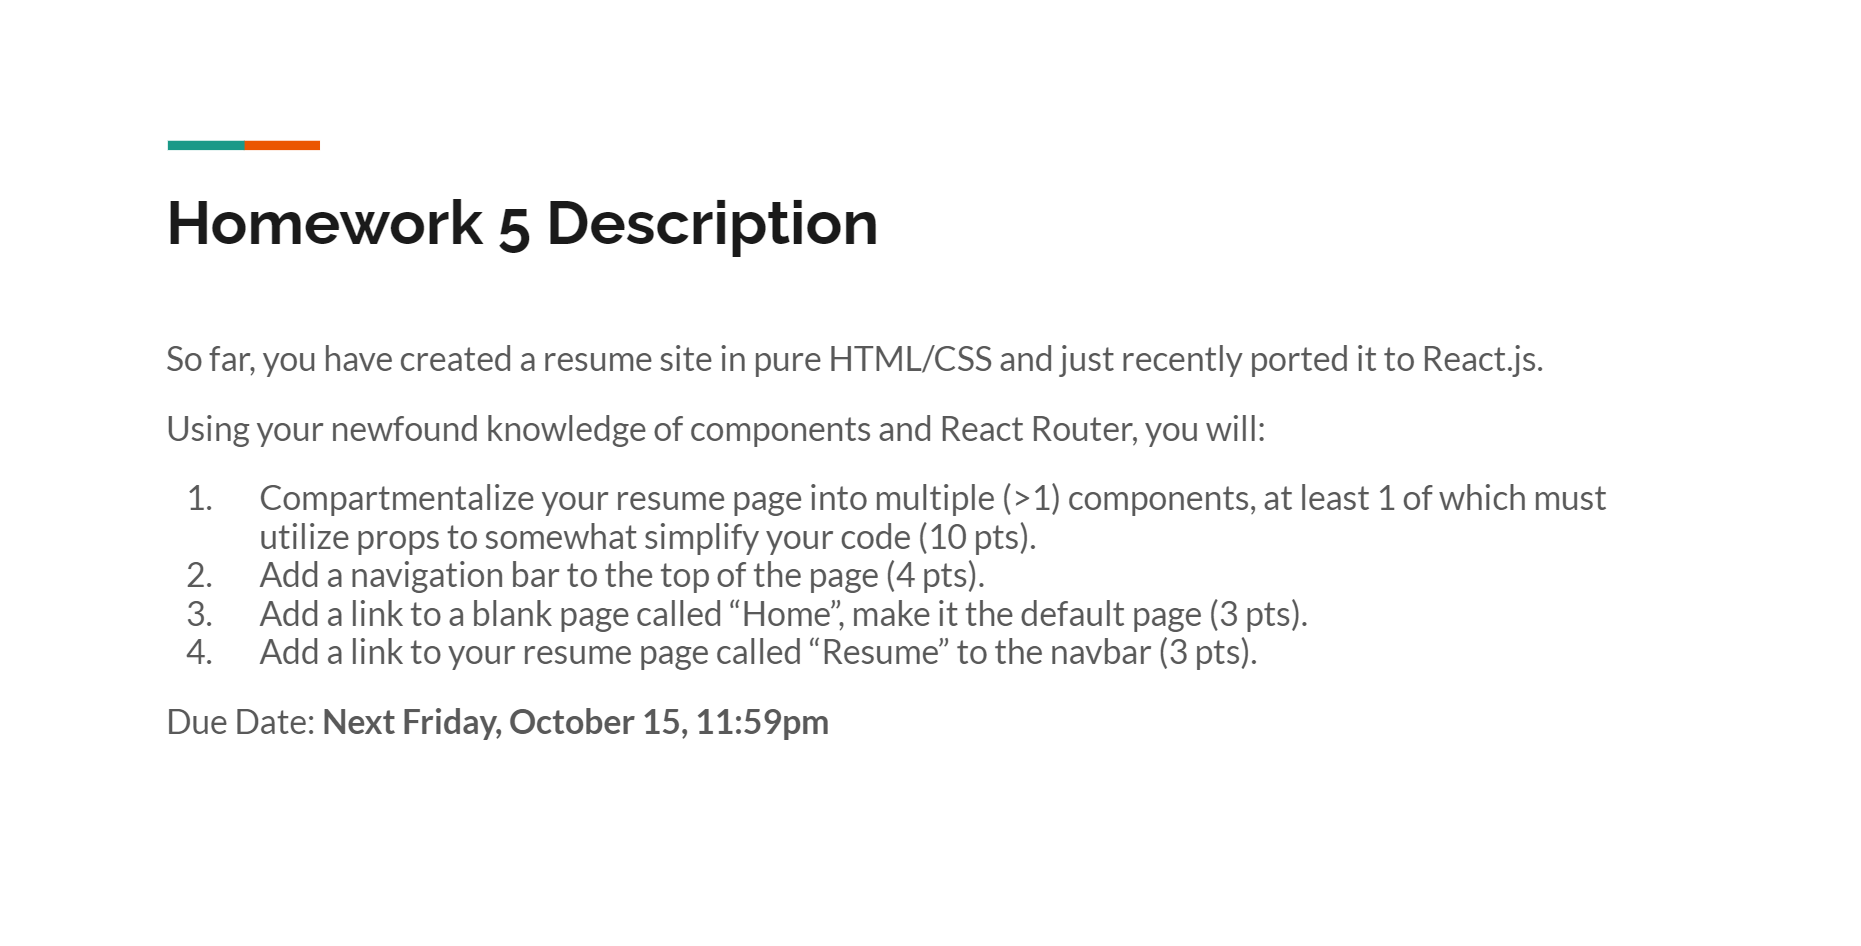 Homework 5 Description
So far, you have created a resume site in pure HTML/CSS and just recently ported it to React.js.
Using your newfound knowledge of components and React Router, you will:
1. Compartmentalize your resume page into multiple (>1) components, at least 1 of which must
utilize props to somewhat simplify your code (10 pts).
2. Add a navigation bar to the top of the page (4 pts).
3. Add a link to a blank page called “Home”, make it the default page (3 pts).
4. Add a link to your resume page called “Resume” to the navbar (3 pts).
Due Date: Next Friday, October 15, 11:59pm